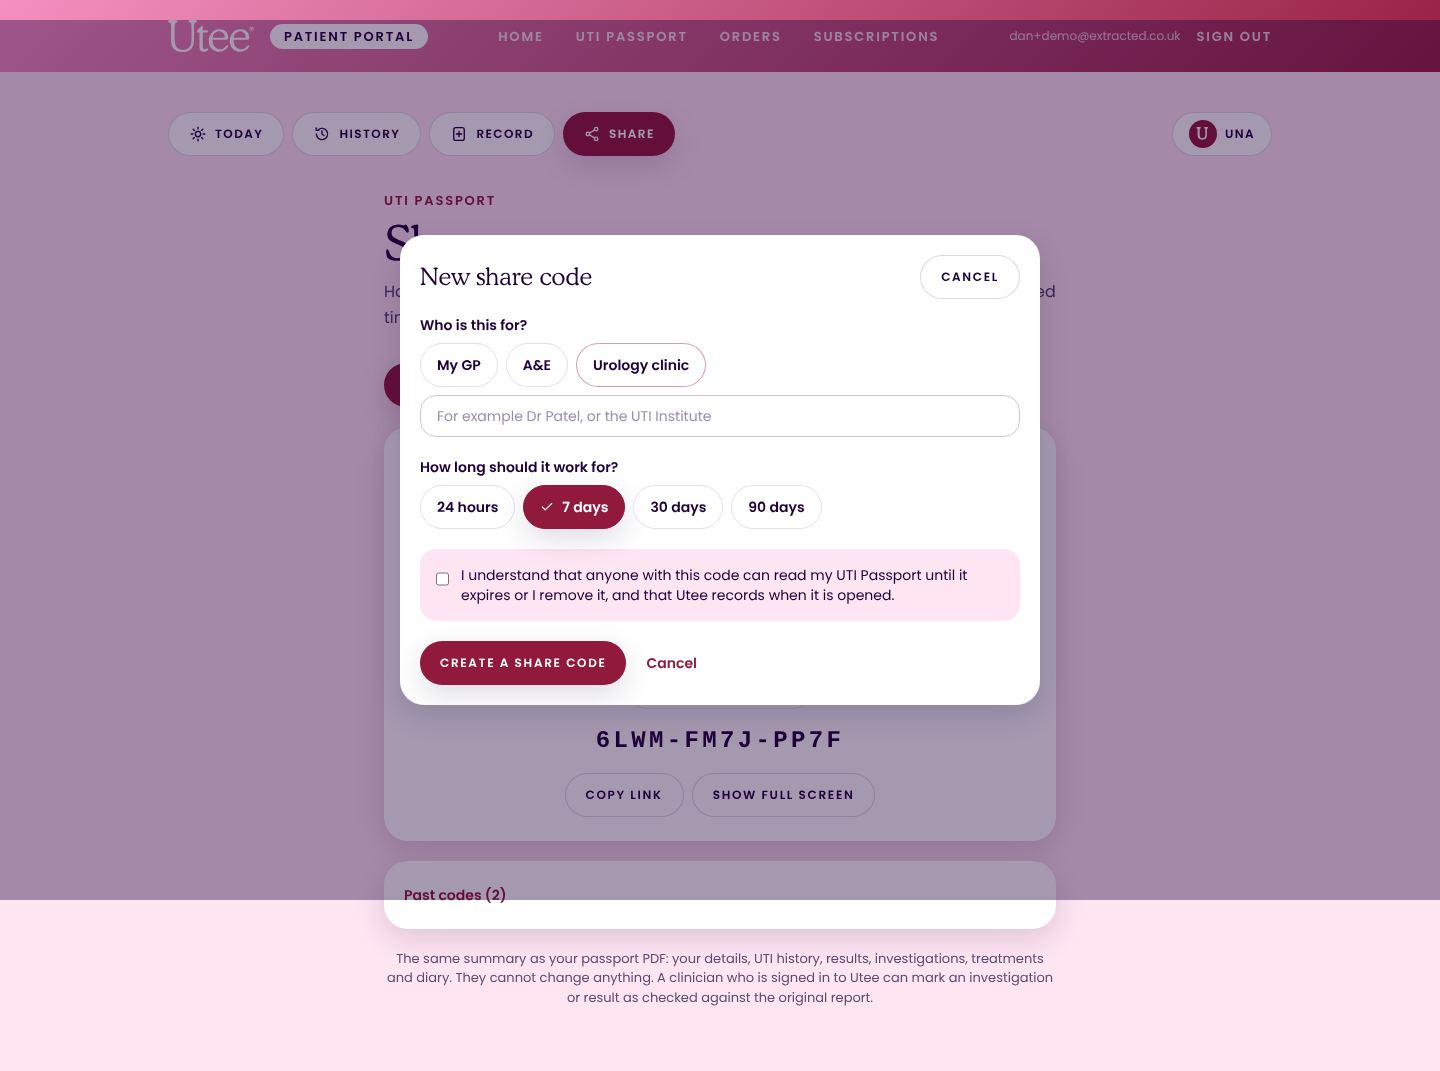 Utee
PATIENT PORTAL
HOME
UTI PASSPORT
ORDERS
SUBSCRIPTIONS
dan+demo@extracted.co.uk
SIGN OUT
TODAY
HISTORY
RECORD
SHARE
U
UNA
UTI PASSPORT
New share code
CANCEL
Who is this for?
My GP
A&E
Urology clinic
For example Dr Patel, or the UTI Institute
How long should it work for?
24 hours
7 days
30 days
90 days
I understand that anyone with this code can read my UTI Passport until it
expires or I remove it, and that Utee records when it is opened.
CREATE A SHARE CODE
Cancel
6LWM-FM7J-PP7F
COPY LINK
SHOW FULL SCREEN
Past codes (2)
The same summary as your passport PDF: your details, UTI history, results, investigations, treatments
and diary. They cannot change anything. A clinician who is signed in to Utee can mark an investigation
or result as checked against the original report.